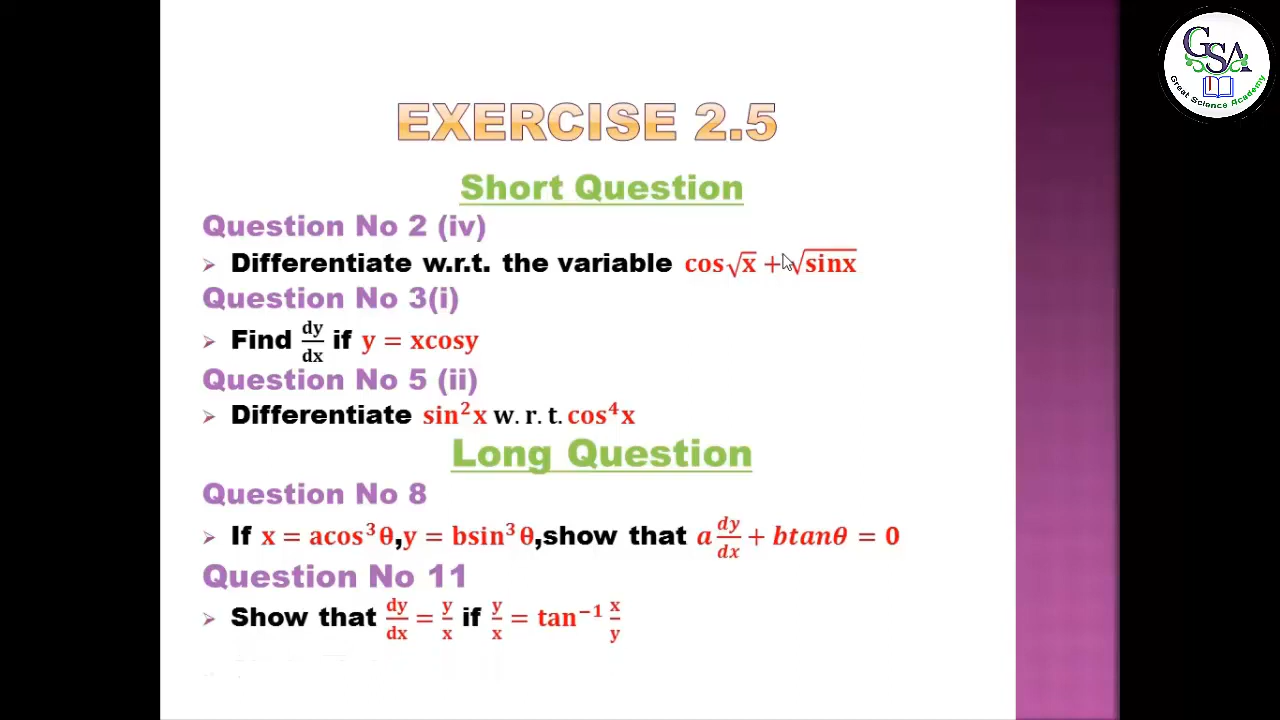 GSA
Great Science Academy
EXERCISE 2.5
Short Question
Question No 2 (iv)
➢ Differentiate w.r.t. the variable cos√x + √sinx
Question No 3(i)
➢ Find dy/dx if y = xcosy
Question No 5 (ii)
➢ Differentiate sin²x w. r. t. cos⁴x
Long Question
Question No 8
➢ If x = acos³θ,y = bsin³θ,show that a dy/dx + btanθ = 0
Question No 11
➢ Show that dy/dx = y/x if y/x = tan⁻¹ x/y